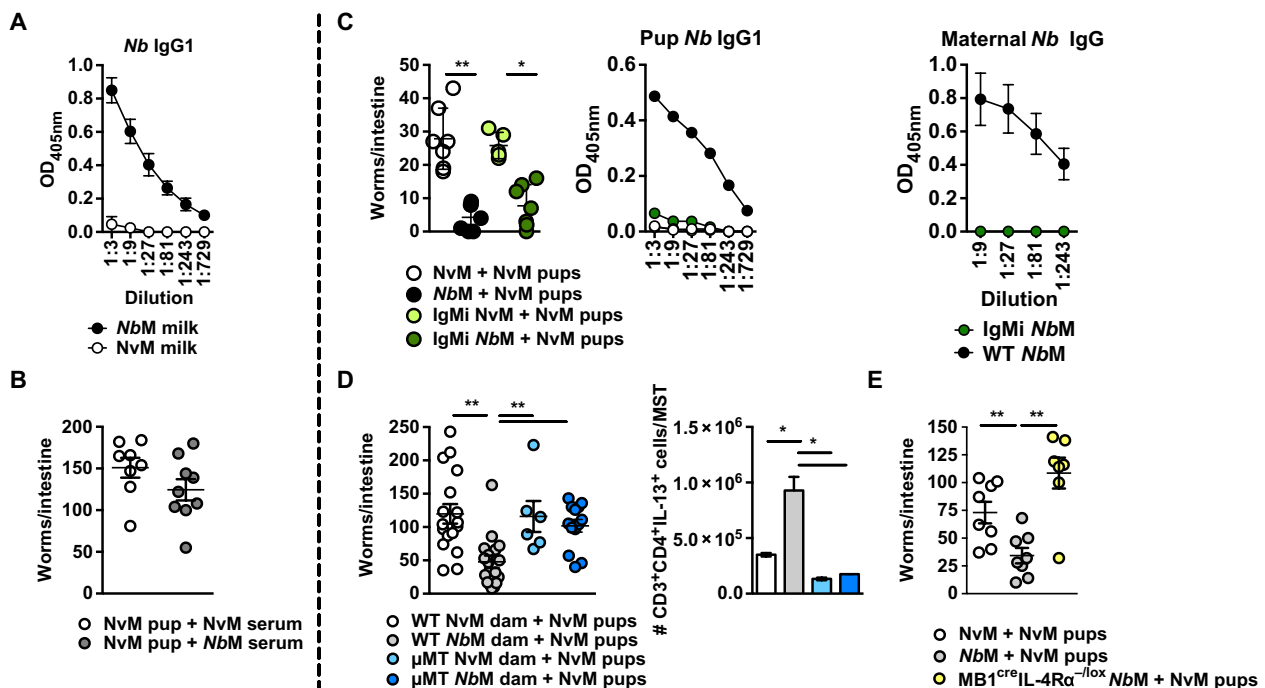 A
Nb IgG1
OD405nm
1.0
0.8
0.6
0.4
0.2
0.0
1:3
1:9
1:27
1:81
1:243
1:729
Dilution
NbM milk
NvM milk
B
Worms/intestine
200
150
100
50
0
NvM pup + NvM serum
NvM pup + NbM serum
C
Worms/intestine
50
40
30
20
10
0
**
*
NvM + NvM pups
NbM + NvM pups
IgMi NvM + NvM pups
IgMi NbM + NvM pups
Pup Nb IgG1
OD405nm
0.6
0.4
0.2
0.0
1:3
1:9
1:27
1:81
1:243
1:729
Maternal Nb IgG
OD405nm
1.0
0.8
0.6
0.4
0.2
0.0
1:9
1:27
1:81
1:243
Dilution
IgMi NbM
WT NbM
D
Worms/intestine
250
200
150
100
50
0
**
**
WT NvM dam + NvM pups
WT NbM dam + NvM pups
µMT NvM dam + NvM pups
µMT NbM dam + NvM pups
# CD3+CD4+IL-13+ cells/MST
1.5 × 10⁶
1.0 × 10⁶
5.0 × 10⁵
0.0
*
*
E
Worms/intestine
150
125
100
75
50
25
0
**
**
NvM + NvM pups
NbM + NvM pups
MB1creIL-4Rα−/lox NbM + NvM pups